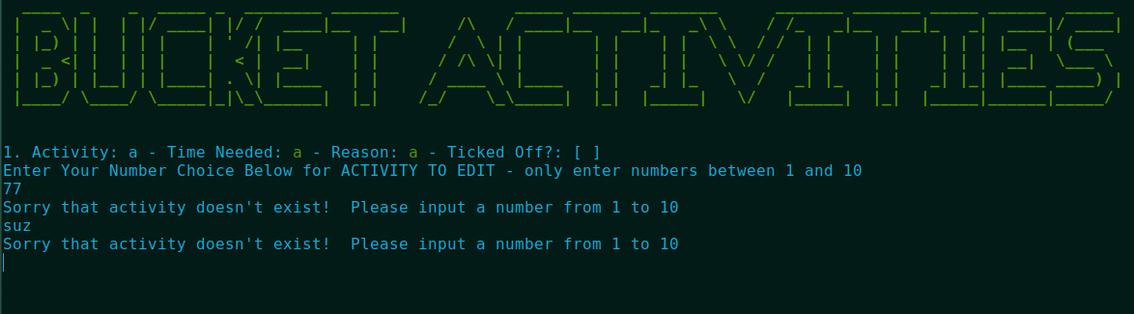 BUCKET ACTIVITIES
1. Activity: a - Time Needed: a - Reason: a - Ticked Off?: [ ]
Enter Your Number Choice Below for ACTIVITY TO EDIT - only enter numbers between 1 and 10
77
Sorry that activity doesn't exist!  Please input a number from 1 to 10
suz
Sorry that activity doesn't exist!  Please input a number from 1 to 10